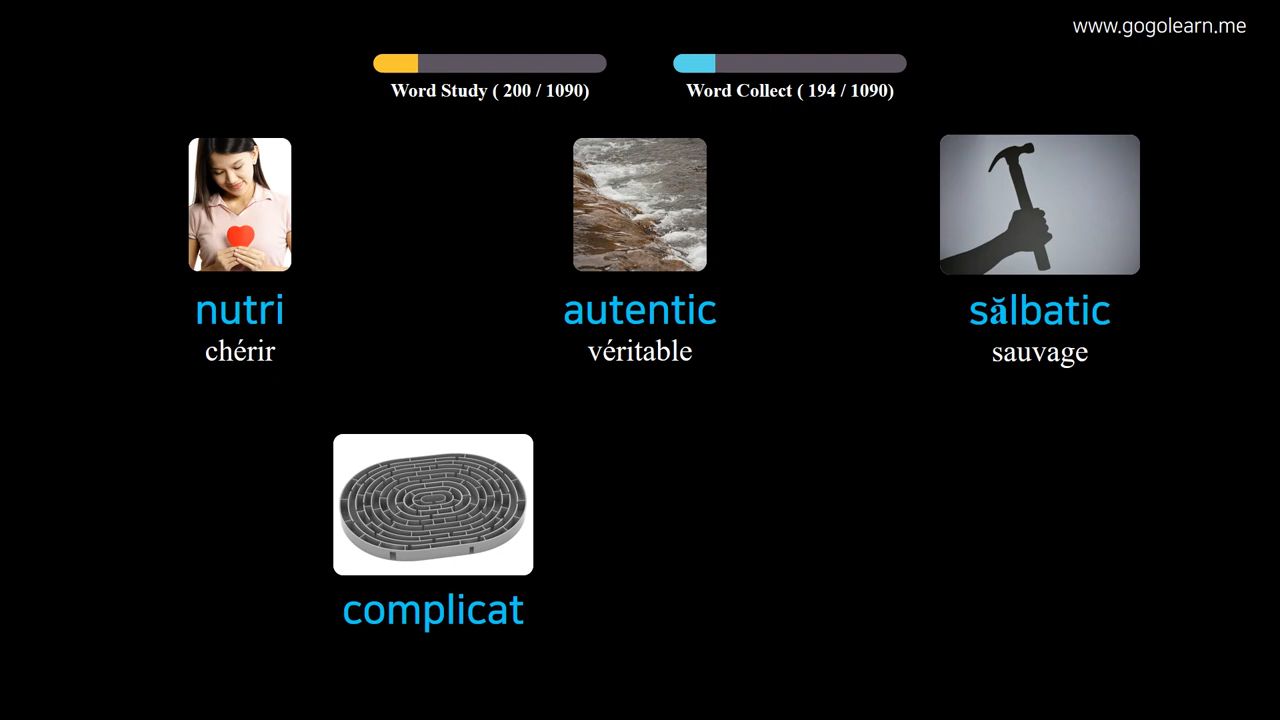 www.gogolearn.me
Word Study ( 200 / 1090)
Word Collect ( 194 / 1090)
nutri
chérir
autentic
véritable
sălbatic
sauvage
complicat